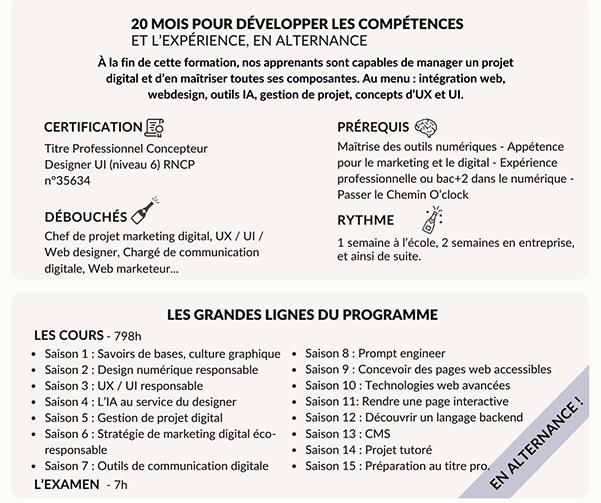 20 MOIS POUR DÉVELOPPER LES COMPÉTENCES
ET L'EXPÉRIENCE, EN ALTERNANCE
À la fin de cette formation, nos apprenants sont capables de manager un projet
digital et d'en maîtriser toutes ses composantes. Au menu : intégration web,
webdesign, outils IA, gestion de projet, concepts d'UX et UI.
CERTIFICATION
Titre Professionnel Concepteur
Designer UI (niveau 6) RNCP
n°35634
DÉBOUCHÉS
Chef de projet marketing digital, UX / UI /
Web designer, Chargé de communication
digitale, Web marketeur...
PRÉREQUIS
Maîtrise des outils numériques - Appétence
pour le marketing et le digital - Expérience
professionnelle ou bac+2 dans le numérique -
Passer le Chemin O'clock
RYTHME
1 semaine à l'école, 2 semaines en entreprise,
et ainsi de suite.
LES GRANDES LIGNES DU PROGRAMME
LES COURS - 798h
• Saison 1 : Savoirs de bases, culture graphique
• Saison 2 : Design numérique responsable
• Saison 3 : UX / UI responsable
• Saison 4 : L'IA au service du designer
• Saison 5 : Gestion de projet digital
• Saison 6 : Stratégie de marketing digital éco-
responsable
• Saison 7 : Outils de communication digitale
• Saison 8 : Prompt engineer
• Saison 9 : Concevoir des pages web accessibles
• Saison 10 : Technologies web avancées
• Saison 11: Rendre une page interactive
• Saison 12 : Découvrir un langage backend
• Saison 13 : CMS
• Saison 14 : Projet tutoré
• Saison 15 : Préparation au titre pro.
L'EXAMEN - 7h
EN ALTERNANCE !